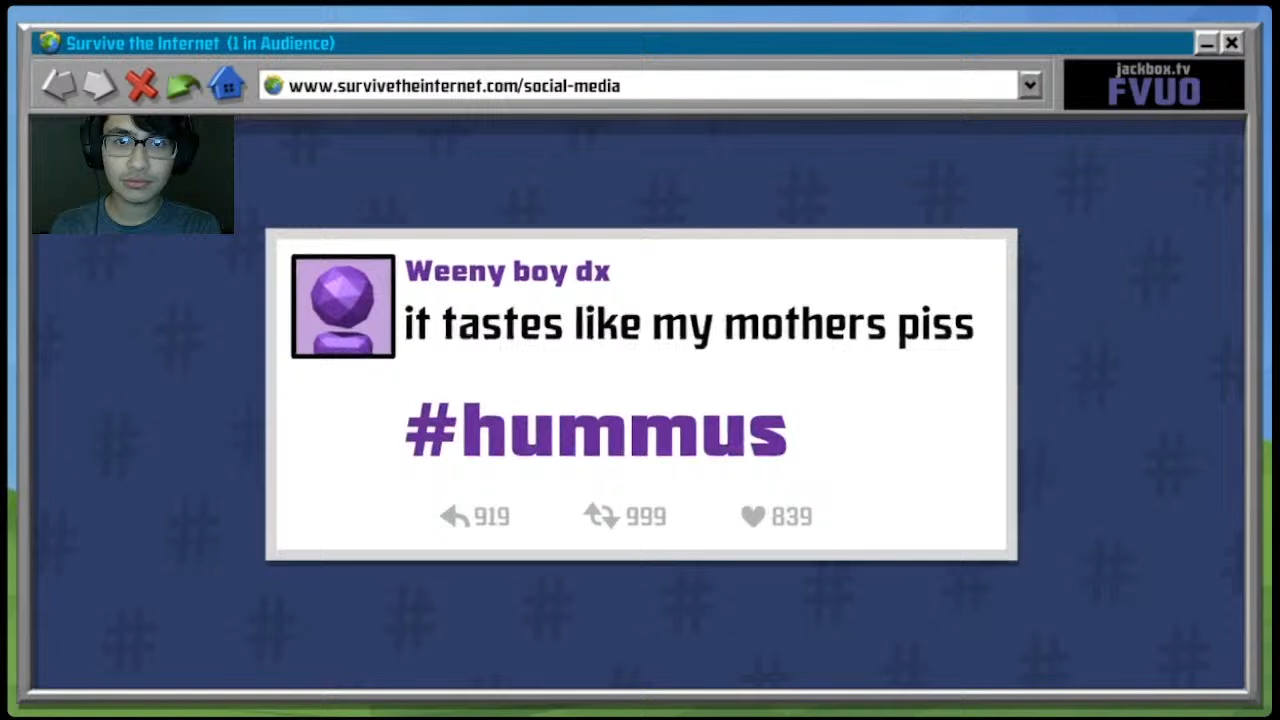 Survive the Internet (1 in Audience)
www.survivetheinternet.com/social-media
jackbox.tv
FVUO
Weeny boy dx
it tastes like my mothers piss
#hummus
919 999 839